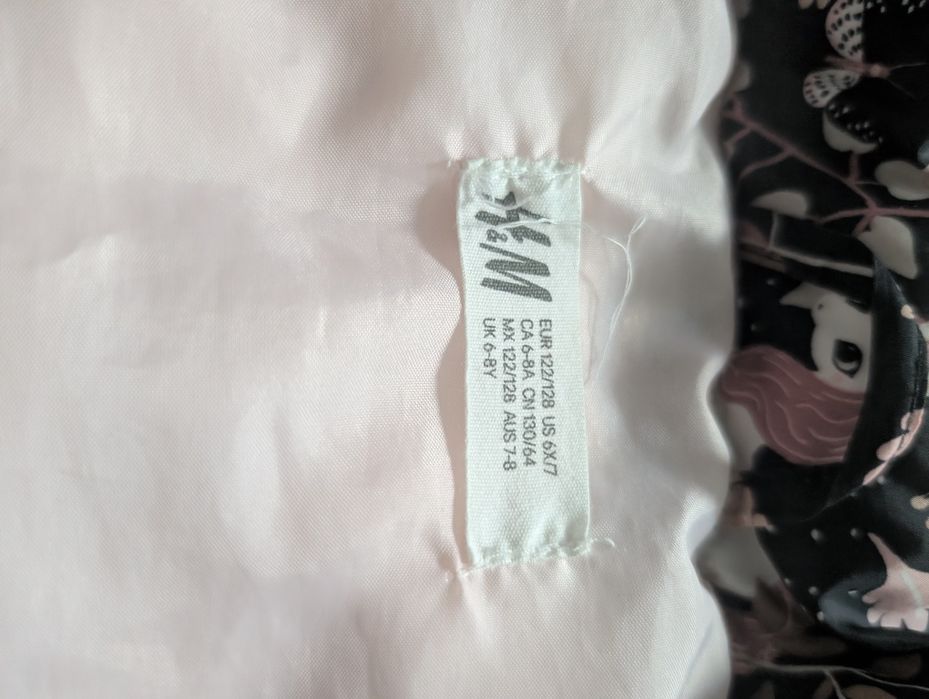 H&M
EUR 122/128 US 6X/7
CA 6-8A CN 130/64
MX 122/128 AUS 7-8
UK 6-8Y